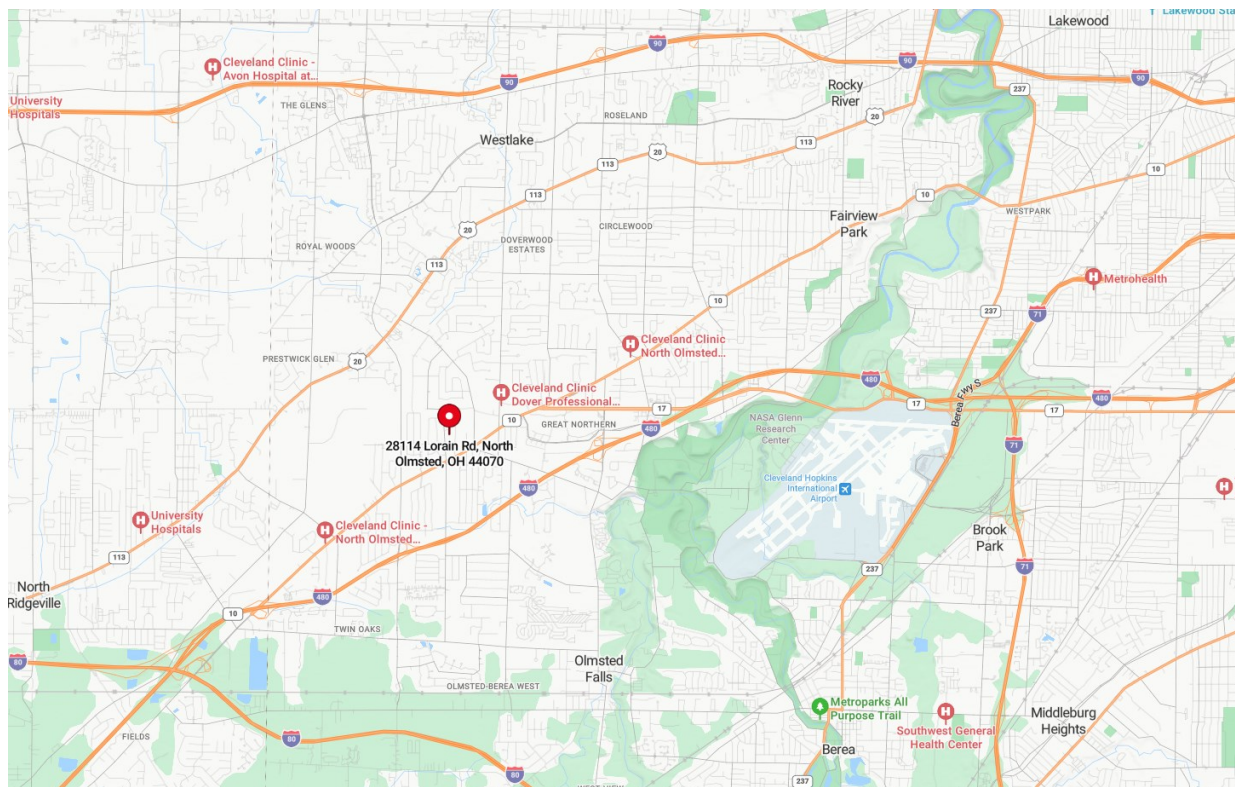 Lakewood Sta
Lakewood
90
Cleveland Clinic -
Avon Hospital at...
90
90
90
90
237
University
Hospitals
THE GLENS
Rocky
River
ROSELAND
20
Westlake
113
20
113
10
113
20
Fairview
Park
WESTPARK
10
CIRCLEWOOD
DOVERWOOD
ESTATES
ROYAL WOODS
113
Metrohealth
10
237
71
Cleveland Clinic
North Olmsted...
PRESTWICK GLEN
20
480
Cleveland Clinic
Dover Professional...
Berea Fwy S
480
17
17
17
10
GREAT NORTHERN
480
NASA Glenn
Research
Center
28114 Lorain Rd, North
Olmsted, OH 44070
71
Cleveland Hopkins
International
Airport
480
University
Hospitals
Cleveland Clinic -
North Olmsted...
Brook
Park
113
237
71
North
Ridgeville
480
10
TWIN OAKS
80
Olmsted
Falls
OLMSTED-BEREA WEST
Metroparks All
Purpose Trail
Southwest General
Health Center
Middleburg
Heights
FIELDS
80
Berea
80
WEST VIEW